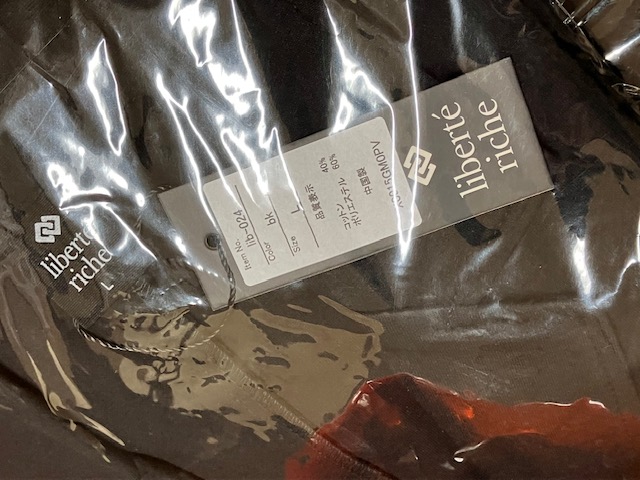 liberté
riche
L
Item No.
lib-024
Color
bk
Size
L
品質表示
コットン 40%
ポリエステル 60%
中国製
liberté
riche